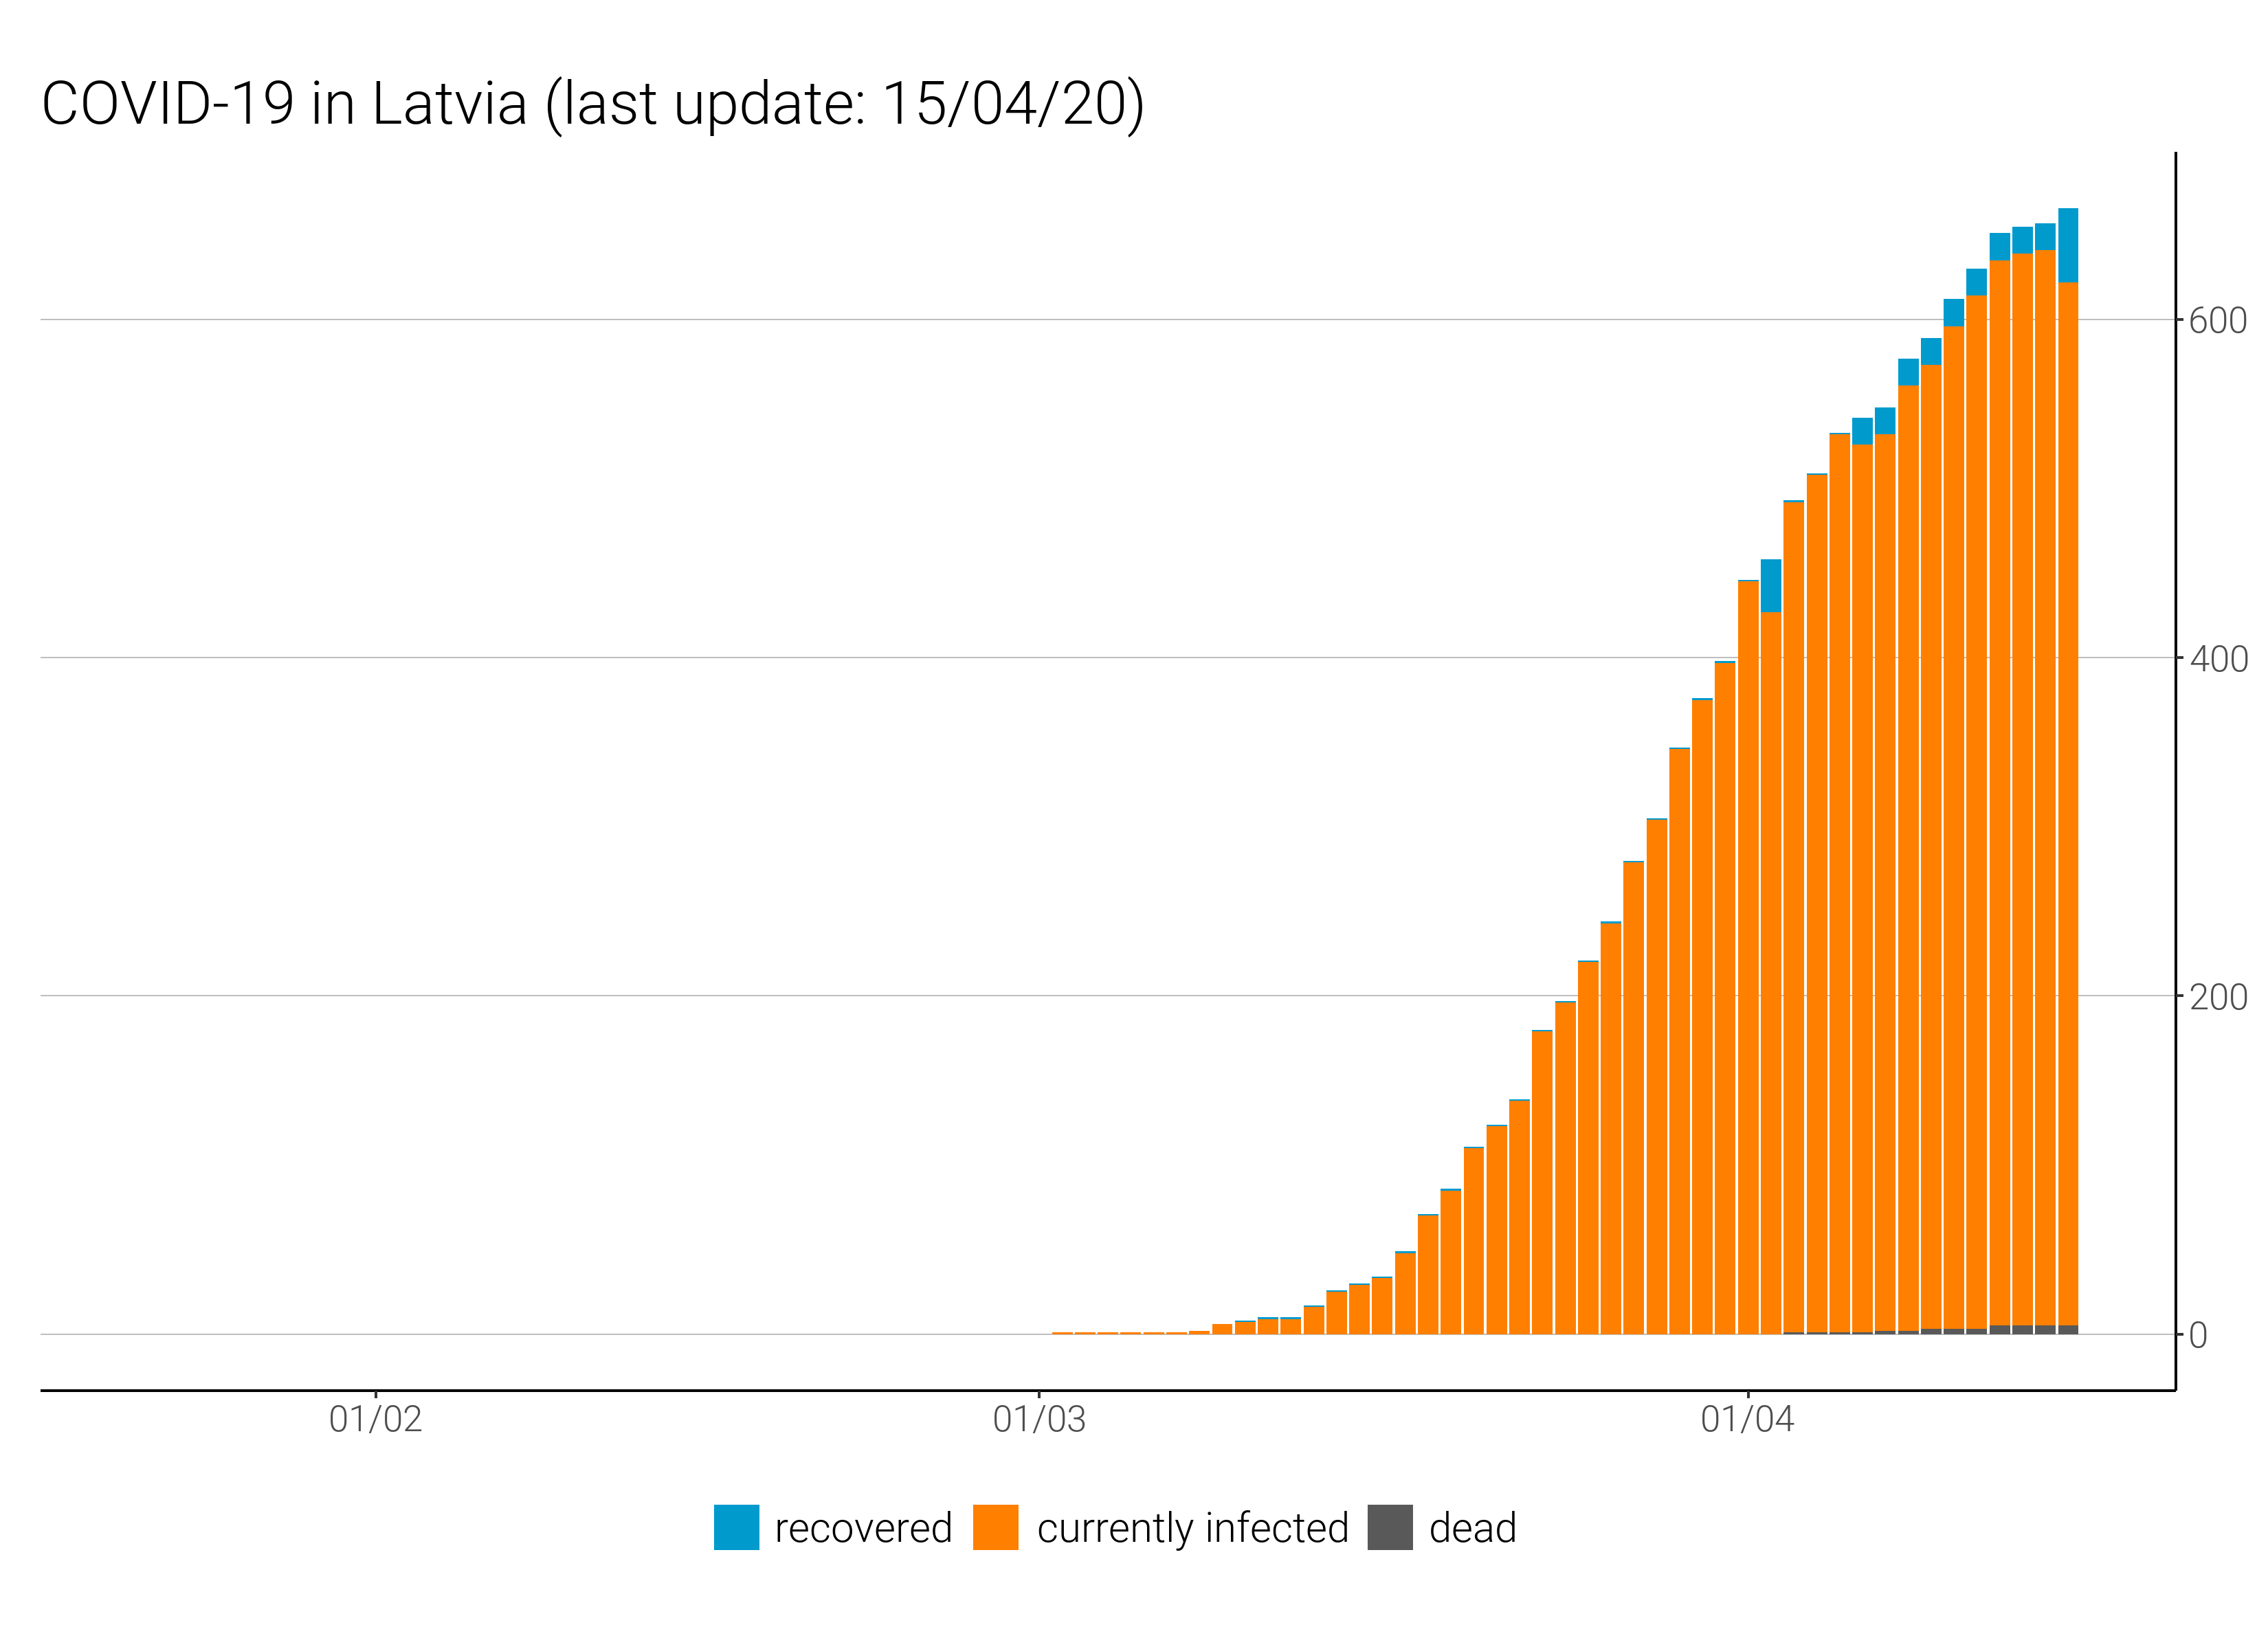 COVID-19 in Latvia (last update: 15/04/20)
600
400
200
0
01/02 01/03 01/04
recovered currently infected dead